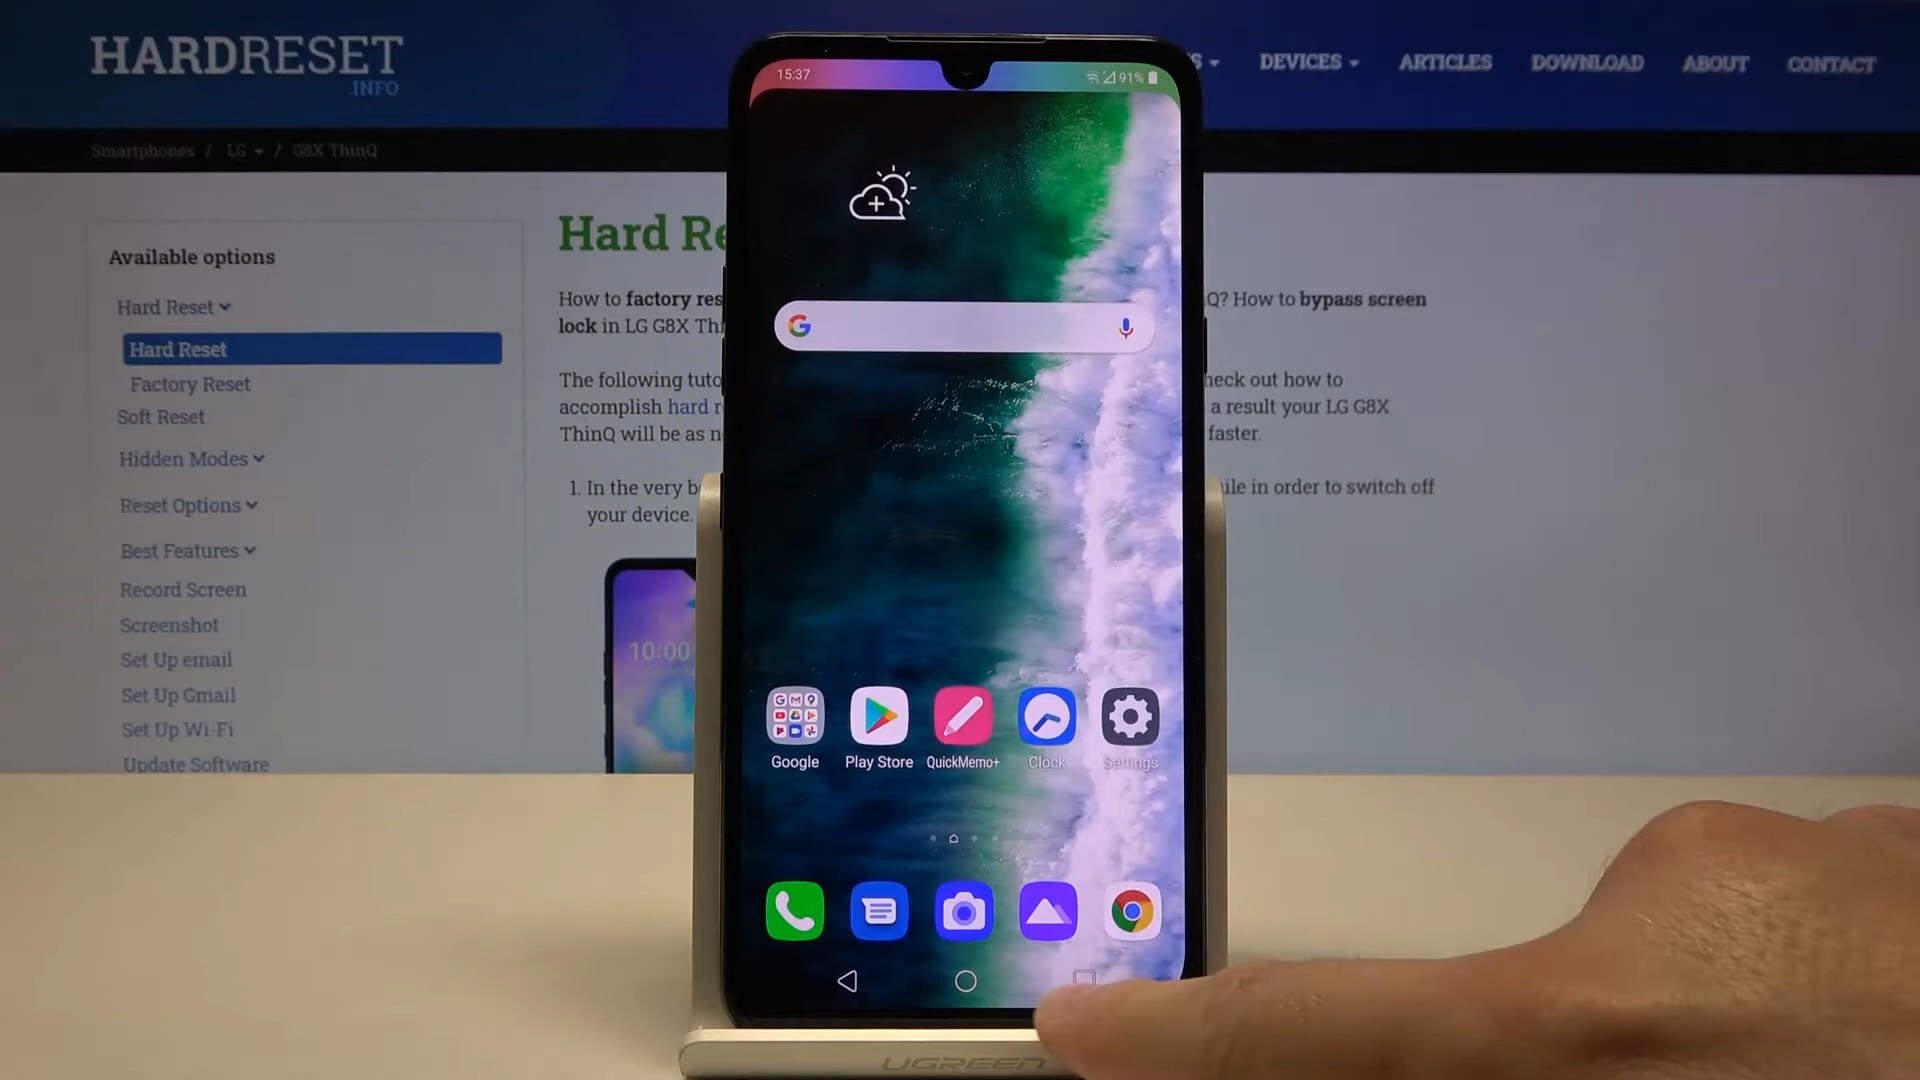 HARDRESET
.INFO
DEVICES
ARTICLES
DOWNLOAD
ABOUT
CONTACT
Smartphones / LG / G8X ThinQ
15:37
91%
Available options
Hard Reset
Hard Reset
Factory Reset
Soft Reset
Hidden Modes
Reset Options
Best Features
Record Screen
Screenshot
Set Up email
Set Up Gmail
Set Up Wi-Fi
Update Software
Hard Re
How to factory res
Q? How to bypass screen
lock in LG G8X Thi
The following tuto
heck out how to
accomplish hard r
a result your LG G8X
ThinQ will be as n
faster.
1. In the very b
ile in order to switch off
your device.
10:00
Google
Play Store
QuickMemo+
Clock
Settings
UGREEN